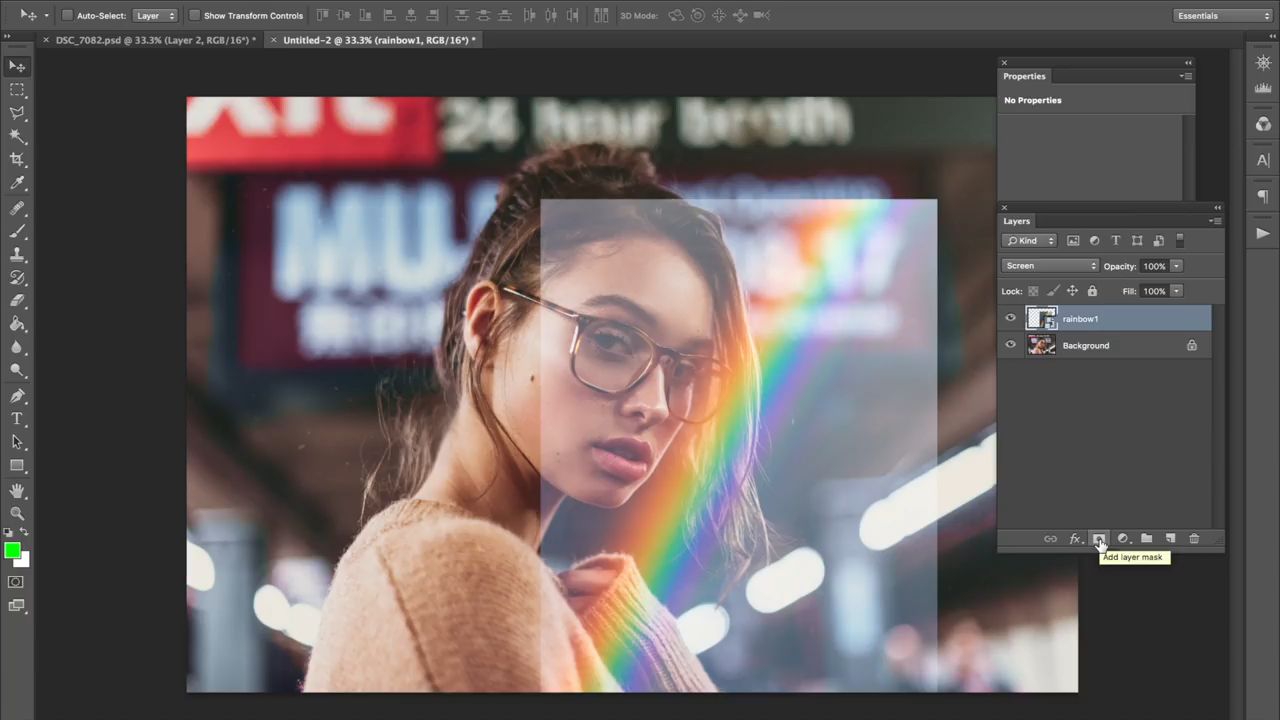 Auto-Select: Layer Show Transform Controls 3D Mode: Essentials
DSC_7082.psd @ 33.3% (Layer 2, RGB/16*) * Untitled-2 @ 33.3% (rainbow1, RGB/16*) *
Properties
No Properties
24 hour booth
Layers
Kind
Screen Opacity: 100%
Lock: Fill: 100%
rainbow1
Background
fx
Add layer mask